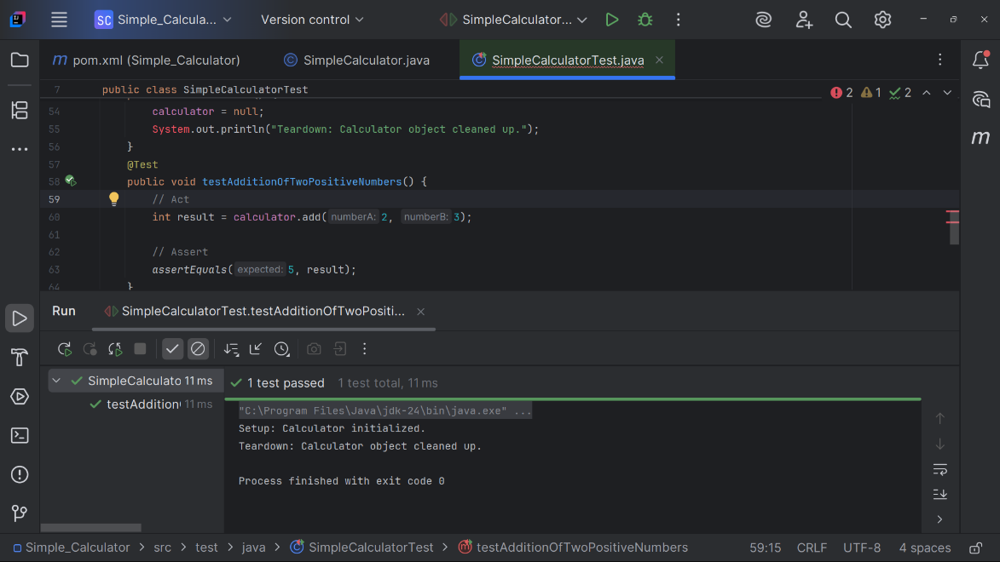 SC Simple_Calcula... Version control SimpleCalculator...
m pom.xml (Simple_Calculator) SimpleCalculator.java SimpleCalculatorTest.java
7 public class SimpleCalculatorTest 2 1 2
54 calculator = null;
55 System.out.println("Teardown: Calculator object cleaned up.");
56 }
57 @Test
58 public void testAdditionOfTwoPositiveNumbers() {
59 // Act
60 int result = calculator.add( numberA: 2, numberB: 3);
61
62 // Assert
63 assertEquals( expected: 5, result);
64 }
Run SimpleCalculatorTest.testAdditionOfTwoPositi...
SimpleCalculato 11 ms
testAddition 11 ms
1 test passed 1 test total, 11 ms
"C:\Program Files\Java\jdk-24\bin\java.exe" ...
Setup: Calculator initialized.
Teardown: Calculator object cleaned up.
Process finished with exit code 0
Simple_Calculator > src > test > java > SimpleCalculatorTest > testAdditionOfTwoPositiveNumbers 59:15 CRLF UTF-8 4 spaces